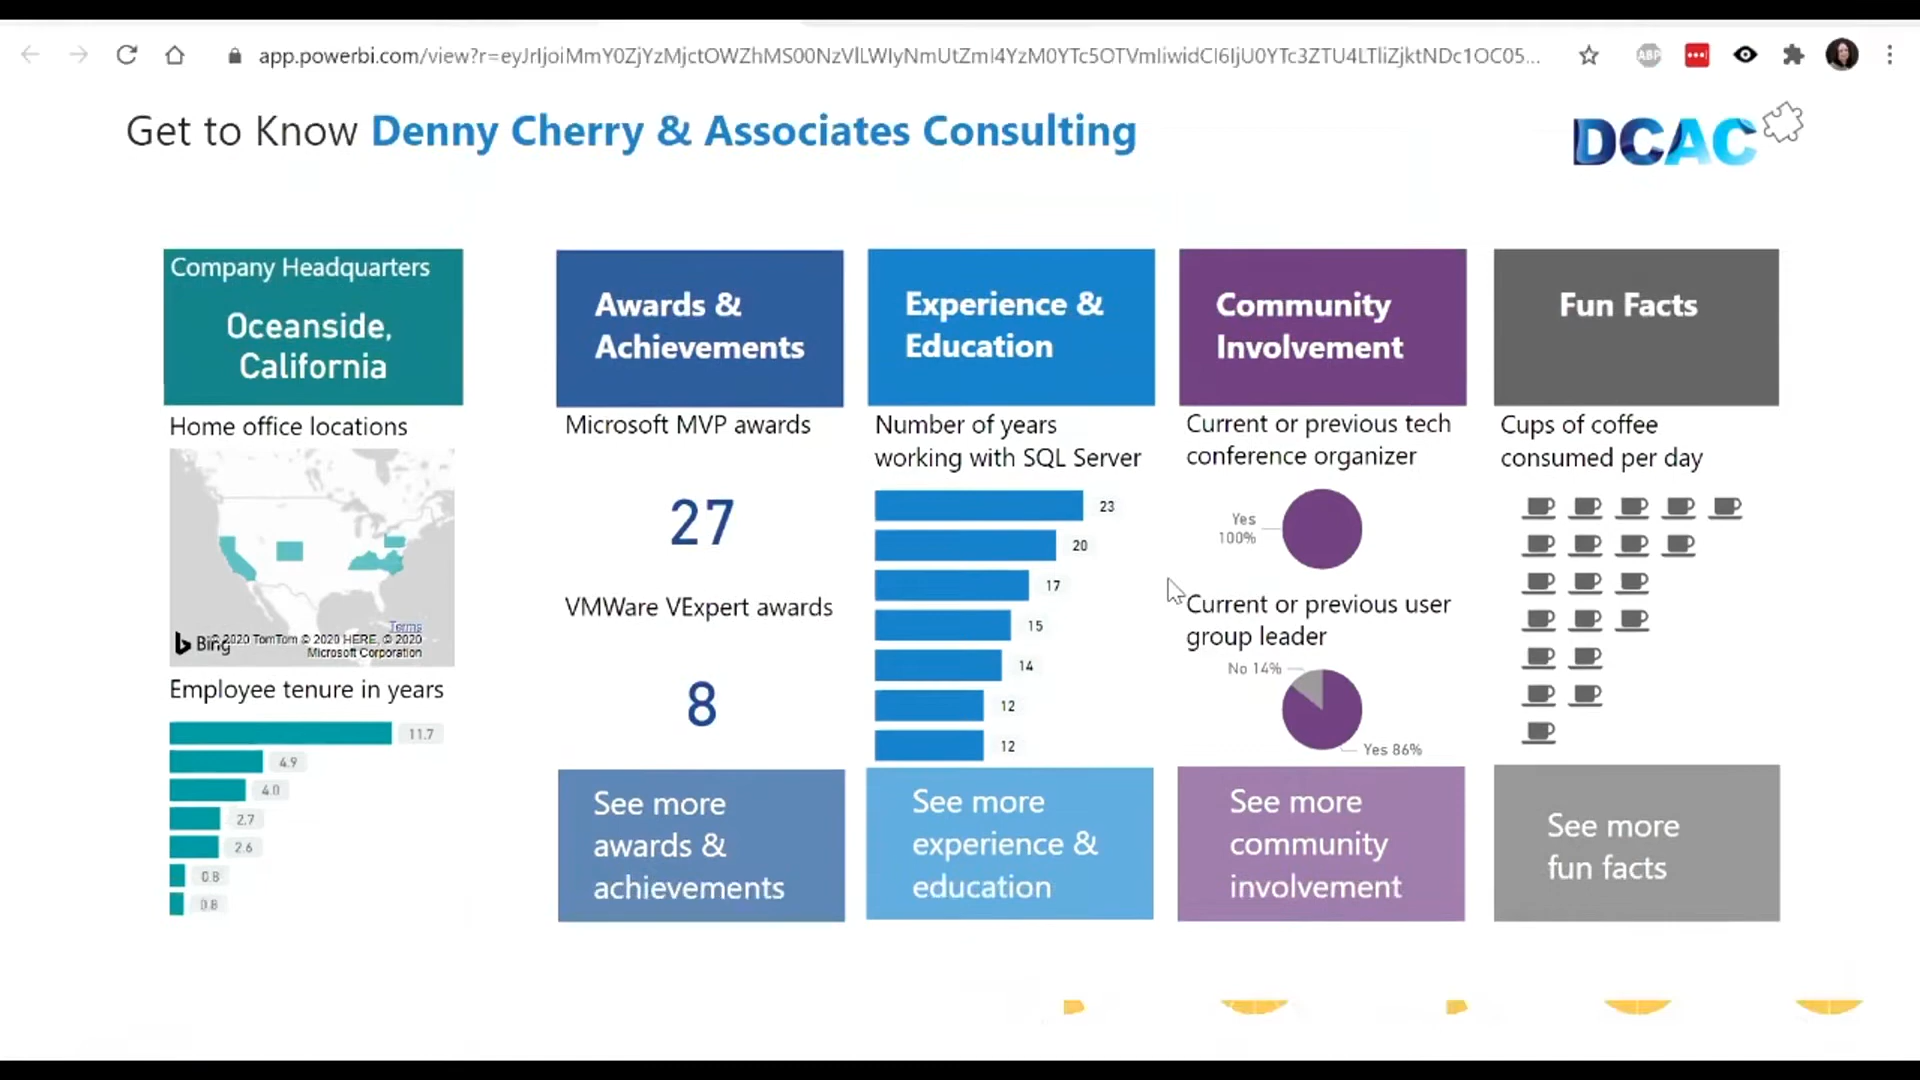 app.powerbi.com/view?r=eyJrIjoiMmY0ZjYzMjctOWZhMS00NzVlLWIyNmUtZmI4YzM0YTc5OTVmIiwidCI6IjU0YTc3ZTU4LTliZjktNDc1OC05...
ABP
Get to Know Denny Cherry & Associates Consulting
DCAC
Company Headquarters
Oceanside,
California
Home office locations
Terms
Bing
© 2020 TomTom © 2020 HERE, © 2020
Microsoft Corporation
Employee tenure in years
11.7
4.9
4.0
2.7
2.6
0.8
0.8
Awards &
Achievements
Microsoft MVP awards
27
VMWare VExpert awards
8
See more
awards &
achievements
Experience &
Education
Number of years
working with SQL Server
23
20
17
15
14
12
12
See more
experience &
education
Community
Involvement
Current or previous tech
conference organizer
Yes
100%
Current or previous user
group leader
No 14%
Yes 86%
See more
community
involvement
Fun Facts
Cups of coffee
consumed per day
See more
fun facts